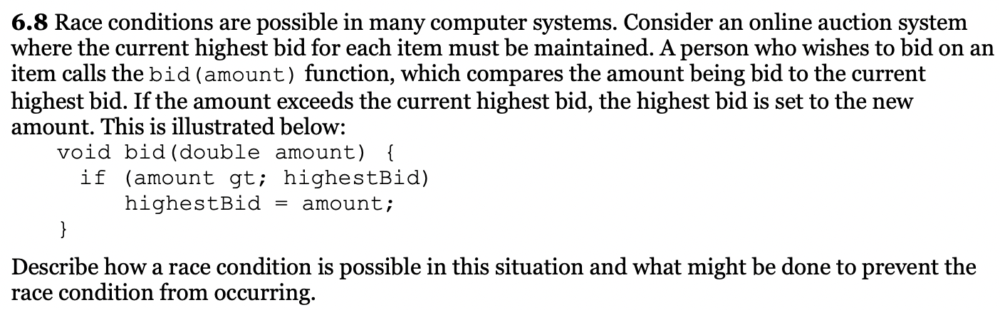 6.8 Race conditions are possible in many computer systems. Consider an online auction system
where the current highest bid for each item must be maintained. A person who wishes to bid on an
item calls the bid(amount) function, which compares the amount being bid to the current
highest bid. If the amount exceeds the current highest bid, the highest bid is set to the new
amount. This is illustrated below:
void bid(double amount) {
if (amount gt; highestBid)
highestBid = amount;
}
Describe how a race condition is possible in this situation and what might be done to prevent the
race condition from occurring.